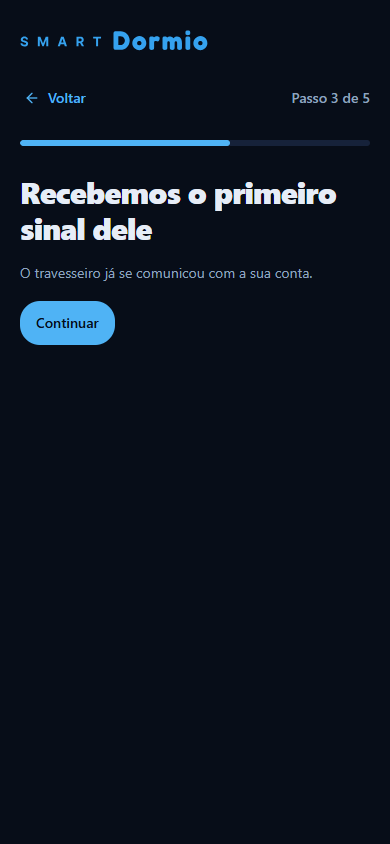 SMART Dormio
← Voltar
Passo 3 de 5
Recebemos o primeiro
sinal dele
O travesseiro já se comunicou com a sua conta.
Continuar